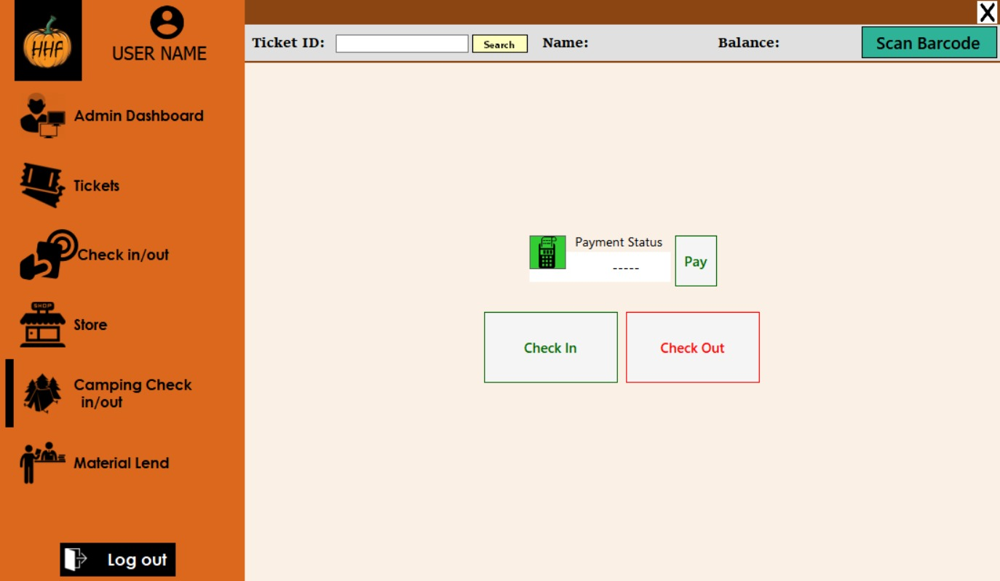 HHF
USER NAME
X
Ticket ID:
Search
Name:
Balance:
Scan Barcode
Admin Dashboard
Tickets
Check in/out
SHOP
Store
Camping Check
in/out
Material Lend
Log out
Payment Status
-----
Pay
Check In
Check Out